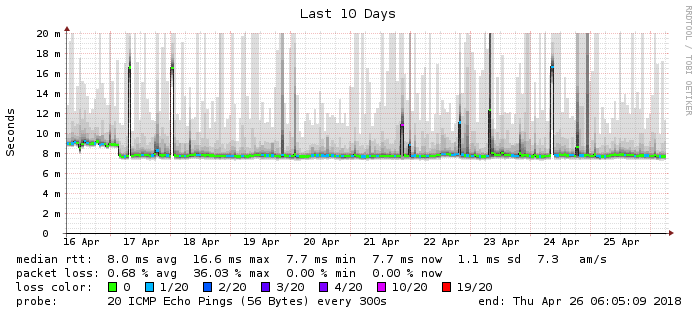 Last 10 Days
RRDTOOL / TOBI OETIKER
Seconds
20 m
18 m
16 m
14 m
12 m
10 m
8 m
6 m
4 m
2 m
0
16 Apr 17 Apr 18 Apr 19 Apr 20 Apr 21 Apr 22 Apr 23 Apr 24 Apr 25 Apr
median rtt: 8.0 ms avg 16.6 ms max 7.7 ms min 7.7 ms now 1.1 ms sd 7.3 am/s
packet loss: 0.68 % avg 36.03 % max 0.00 % min 0.00 % now
loss color: 0 1/20 2/20 3/20 4/20 10/20 19/20
probe: 20 ICMP Echo Pings (56 Bytes) every 300s end: Thu Apr 26 06:05:09 2018